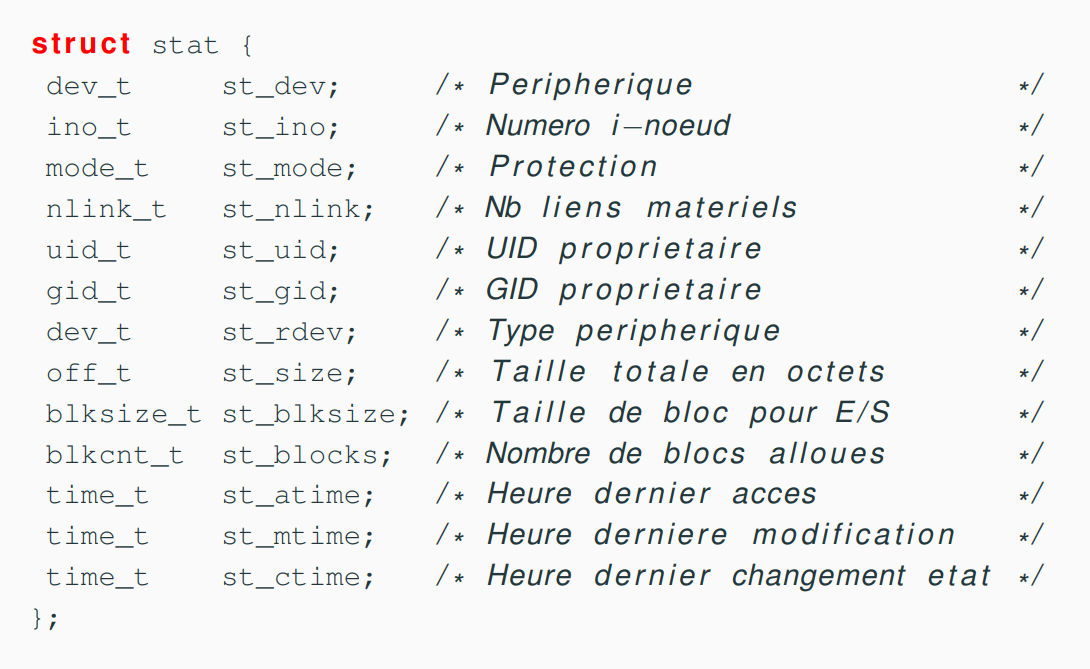 struct stat {
dev_t st_dev; /* Peripherique */
ino_t st_ino; /* Numero i−noeud */
mode_t st_mode; /* Protection */
nlink_t st_nlink; /* Nb liens materiels */
uid_t st_uid; /* UID proprietaire */
gid_t st_gid; /* GID proprietaire */
dev_t st_rdev; /* Type peripherique */
off_t st_size; /* Taille totale en octets */
blksize_t st_blksize; /* Taille de bloc pour E/S */
blkcnt_t st_blocks; /* Nombre de blocs alloues */
time_t st_atime; /* Heure dernier acces */
time_t st_mtime; /* Heure derniere modification */
time_t st_ctime; /* Heure dernier changement etat */
};